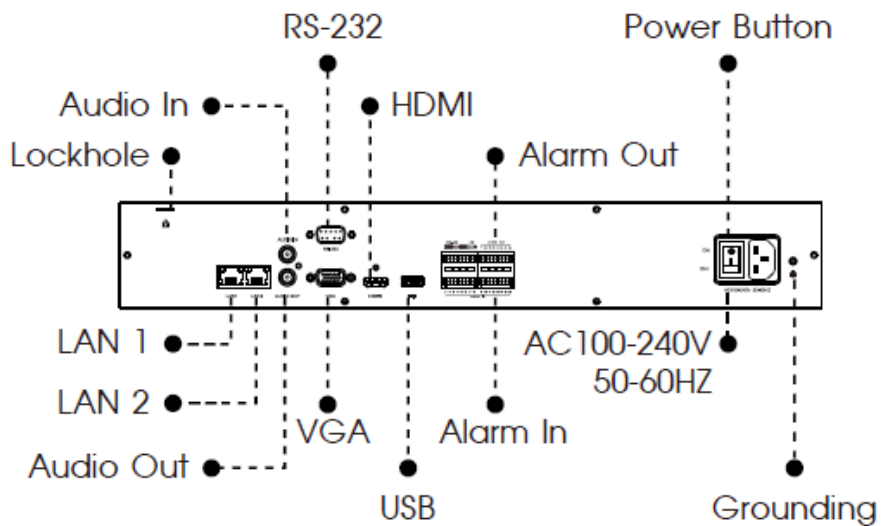 RS-232
Power Button
Audio In
HDMI
Lockhole
Alarm Out
LAN 1
AC100-240V
50-60HZ
LAN 2
VGA
Alarm In
Audio Out
USB
Grounding